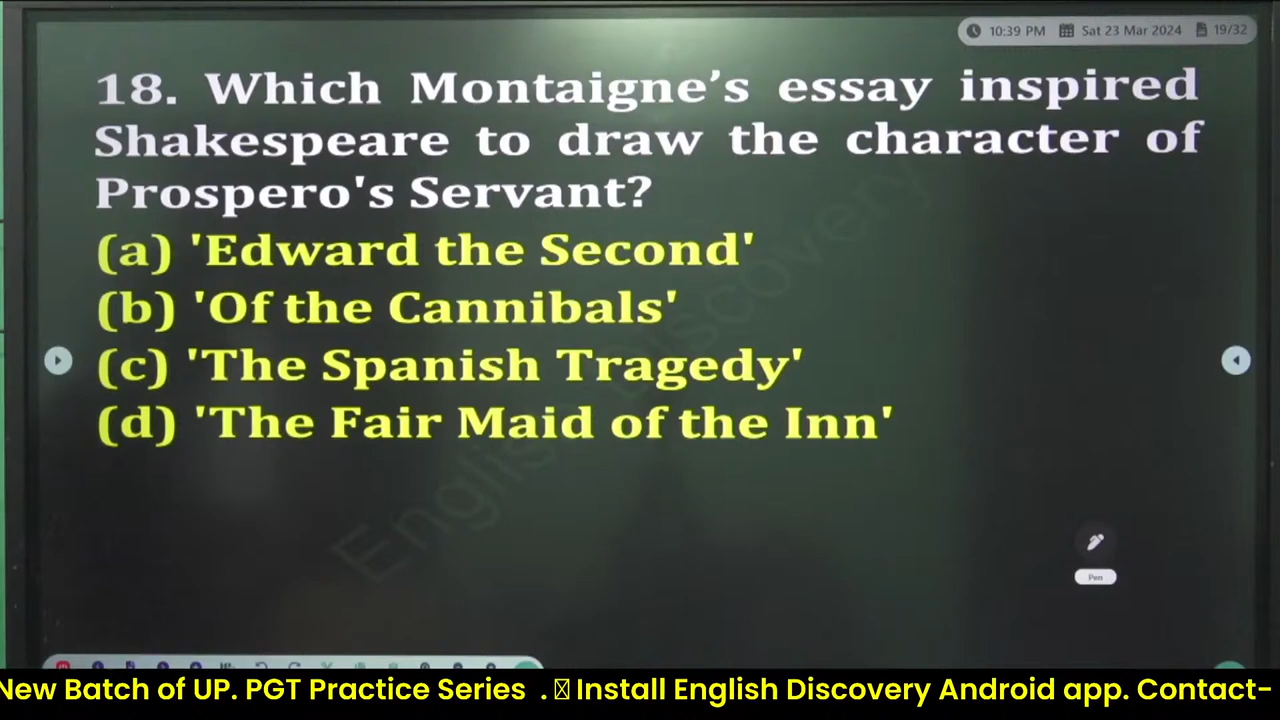 10:39 PM Sat 23 Mar 2024 19/32
18. Which Montaigne’s essay inspired
Shakespeare to draw the character of
Prospero's Servant?
(a) 'Edward the Second'
(b) 'Of the Cannibals'
(c) 'The Spanish Tragedy'
(d) 'The Fair Maid of the Inn'
English Discovery
Pen
New Batch of UP. PGT Practice Series . Install English Discovery Android app. Contact-